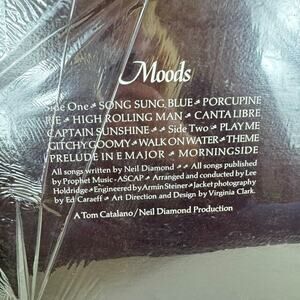 Moods
Side One SONG SUNG BLUE PORCUPINE
PIE HIGH ROLLING MAN CANTA LIBRE
CAPTAIN SUNSHINE Side Two PLAY ME
GITCHY GOOMY WALK ON WATER THEME
PRELUDE IN E MAJOR MORNINGSIDE
All songs written by Neil Diamond All songs published
by Prophet Music - ASCAP Arranged and conducted by Lee
Holdridge Engineered by Armin Steiner Jacket photography
by Ed Caraeff Art Direction and Design by Virginia Clark.
A Tom Catalano/Neil Diamond Production